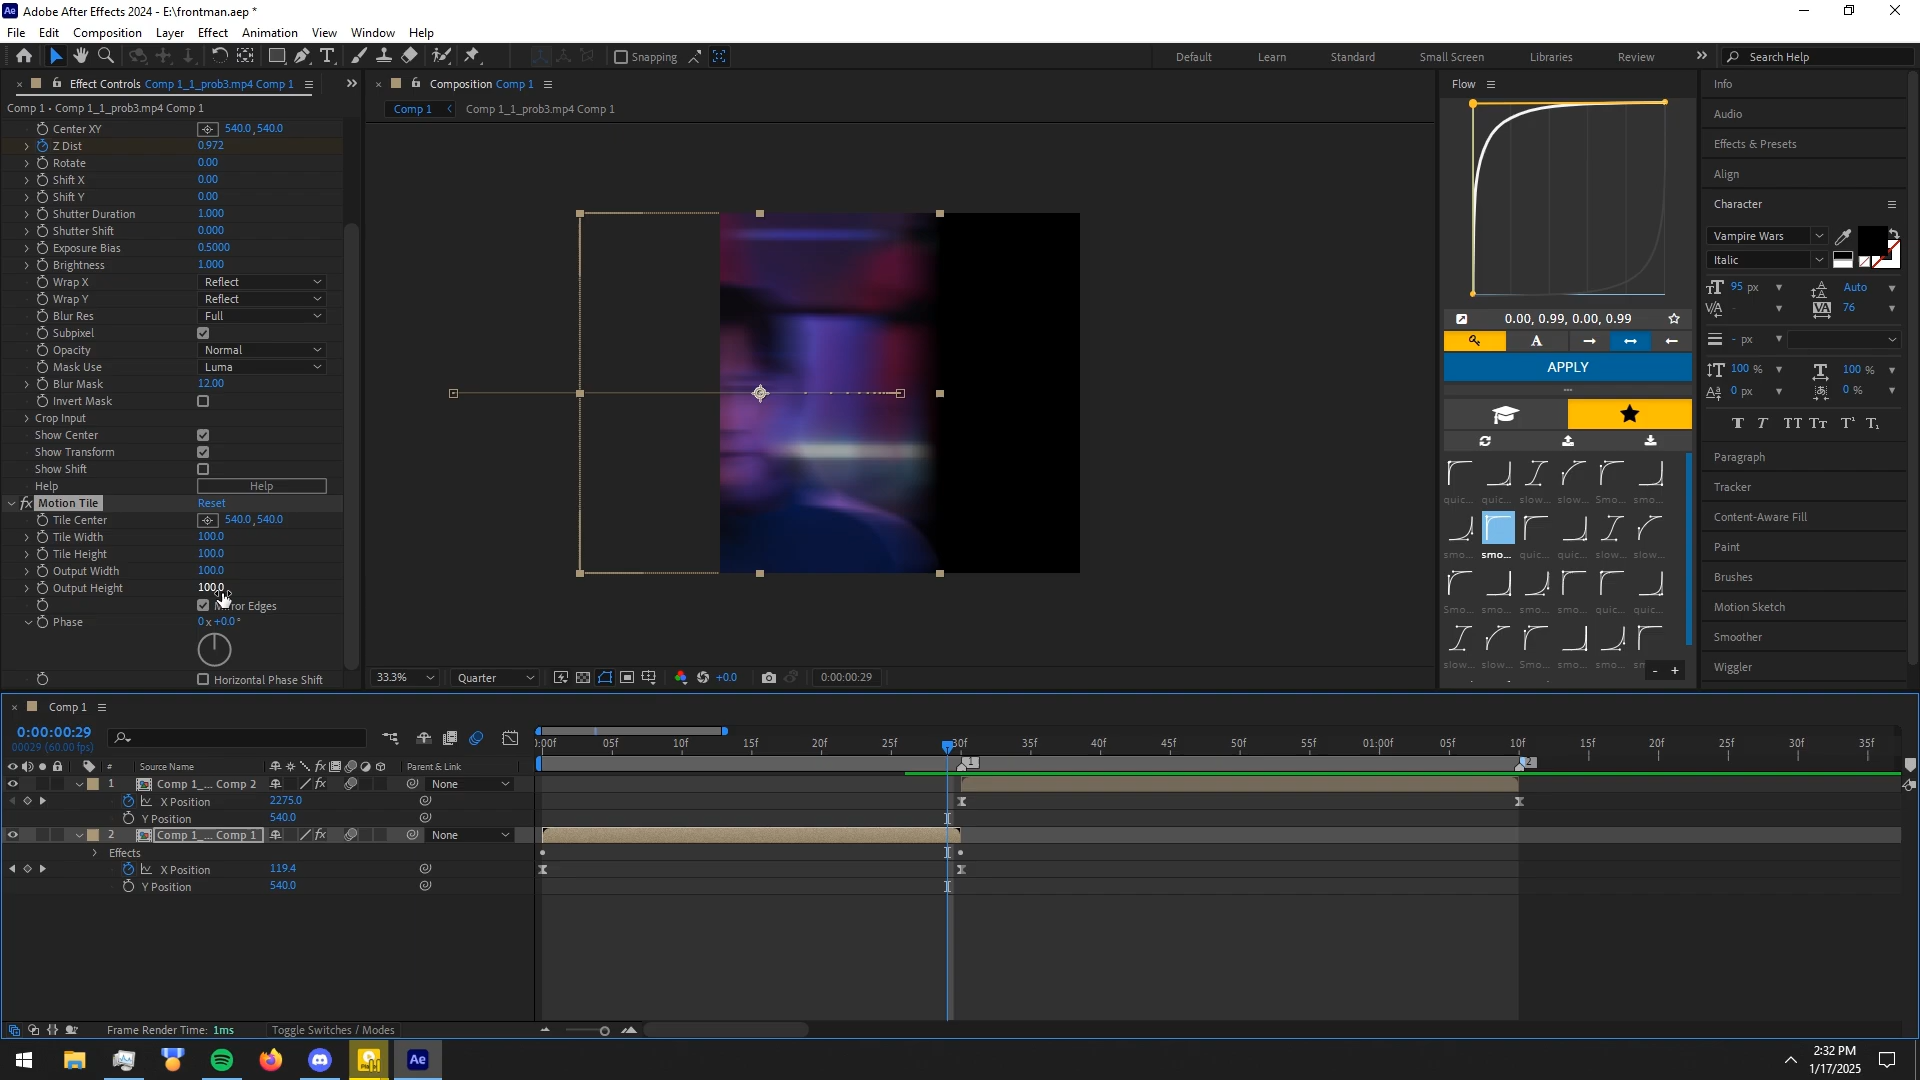 Adobe After Effects 2024 - E:\frontman.aep *
File Edit Composition Layer Effect Animation View Window Help
Snapping Default Learn Standard Small Screen Libraries Review Search Help
Effect Controls Comp 1_1_prob3.mp4 Comp 1
Composition Comp 1
Flow
Info
Comp 1 • Comp 1_1_prob3.mp4 Comp 1
Comp 1 Comp 1_1_prob3.mp4 Comp 1
Audio
Effects & Presets
Align
Character
Center XY 540.0, 540.0
Z Dist 0.972
Rotate 0.00
Shift X 0.00
Shift Y 0.00
Shutter Duration 1.000
Shutter Shift 0.000
Exposure Bias 0.5000
Brightness 1.000
Wrap X Reflect
Wrap Y Reflect
Blur Res Full
Subpixel
Opacity Normal
Mask Use Luma
Blur Mask 12.00
Invert Mask
Crop Input
Show Center
Show Transform
Show Shift
Help Help
fx Motion Tile Reset
Tile Center 540.0, 540.0
Tile Width 100.0
Tile Height 100.0
Output Width 100.0
Output Height 100.0
Edges
Phase 0 x +0.0°
Horizontal Phase Shift
33.3% Quarter +0.0 0:00:00:29
0.00, 0.99, 0.00, 0.99
A
APPLY
quic... quic... slow... slow... Smo... smo...
smo... smo... quic... quic... slow... slow...
Smo... smo... smo... smo... quic... quic...
slow... slow... Smo... smo... smo...
- +
Vampire Wars
Italic
95 px Auto
76
- px
100 % 100 %
0 px 0 %
T T TT Tt T¹ T₁
Paragraph
Tracker
Content-Aware Fill
Paint
Brushes
Motion Sketch
Smoother
Wiggler
Comp 1
0:00:00:29
00029 (60.00 fps)
:00f 05f 10f 15f 20f 25f 30f 35f 40f 45f 50f 55f 01:00f 05f 10f 15f 20f 25f 30f 35f
# Source Name fx Parent & Link
1 2
1 Comp 1_... Comp 2 fx None
X Position 2275.0
Y Position 540.0
2 Comp 1_... Comp 1 fx None
Effects
X Position 119.4
Y Position 540.0
Frame Render Time: 1ms Toggle Switches / Modes
Ae
2:32 PM
1/17/2025